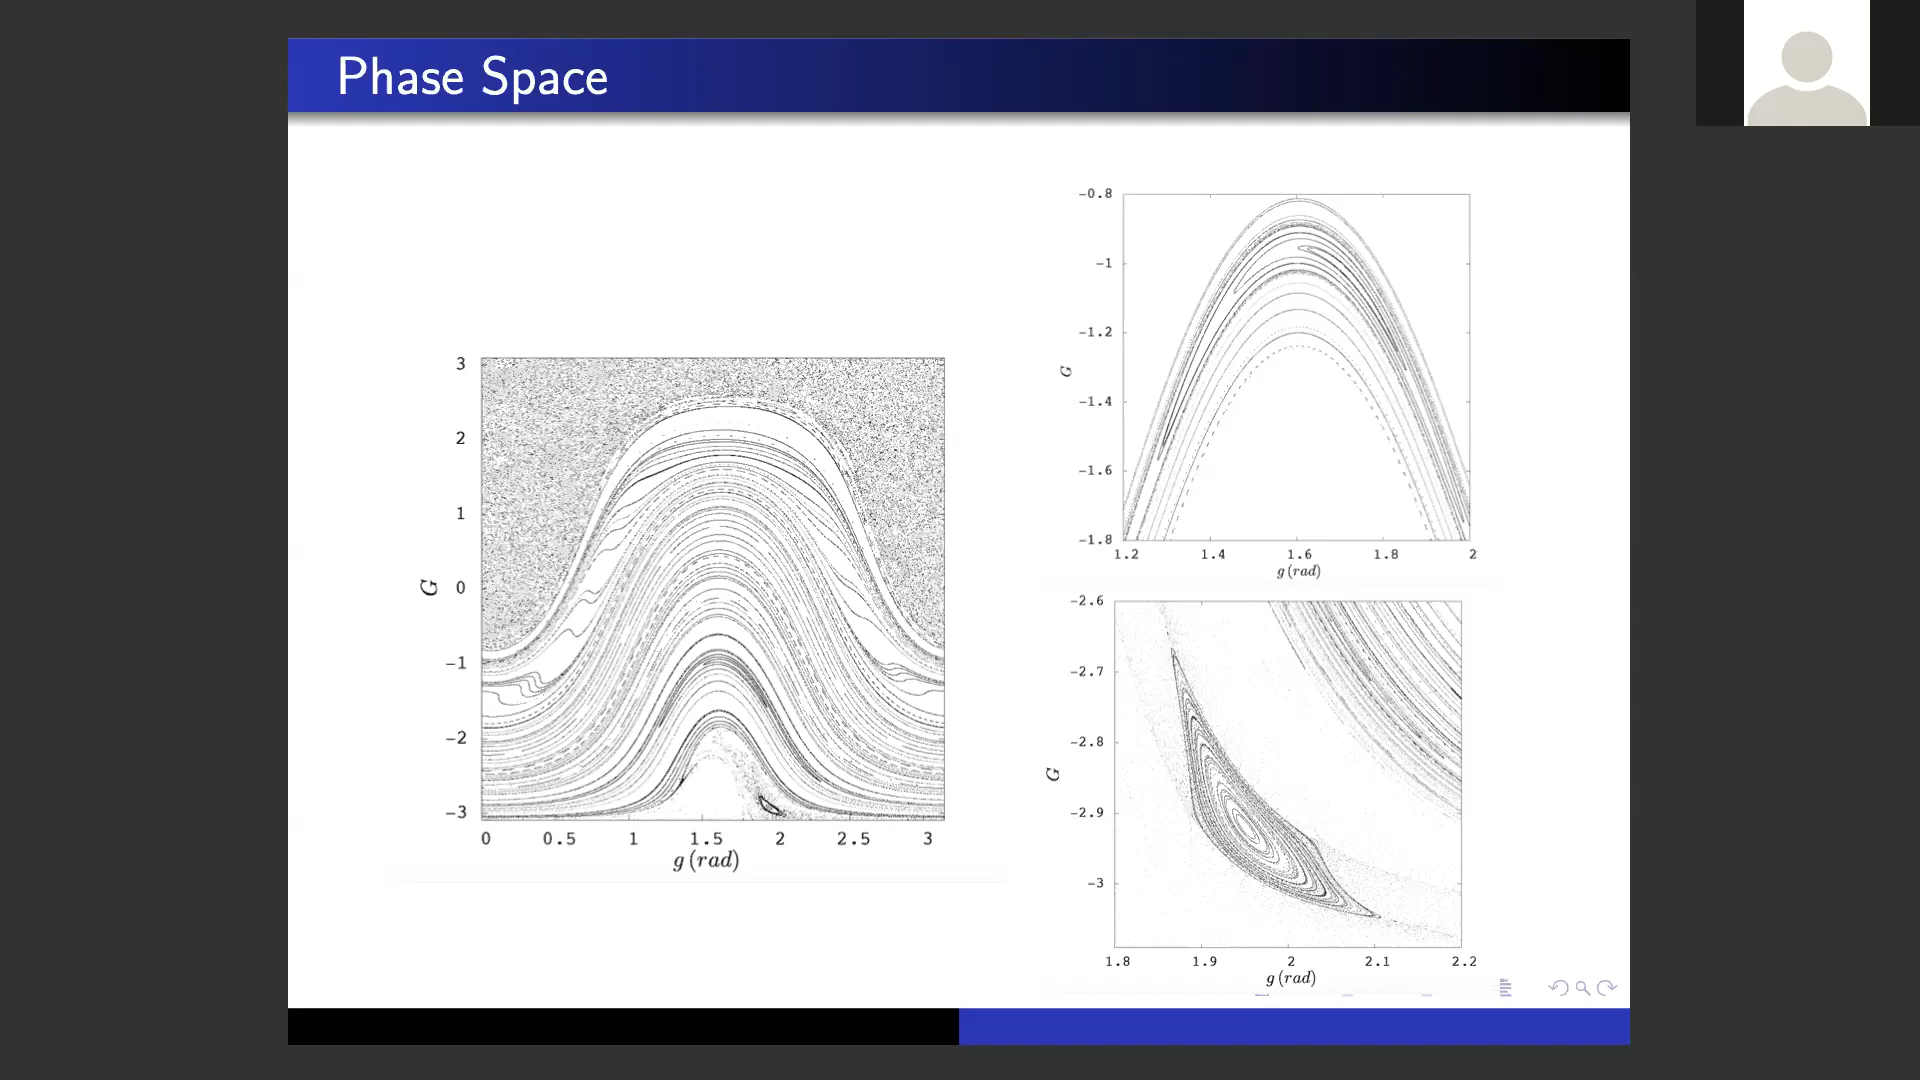 Phase Space
3
2
1
G
0
−1
−2
−3
0 0.5 1 1.5 2 2.5 3
g (rad)
−0.8
−1
−1.2
G
−1.4
−1.6
−1.8
1.2 1.4 1.6 1.8 2
g (rad)
−2.6
−2.7
−2.8
G
−2.9
−3
1.8 1.9 2 2.1 2.2
g (rad)